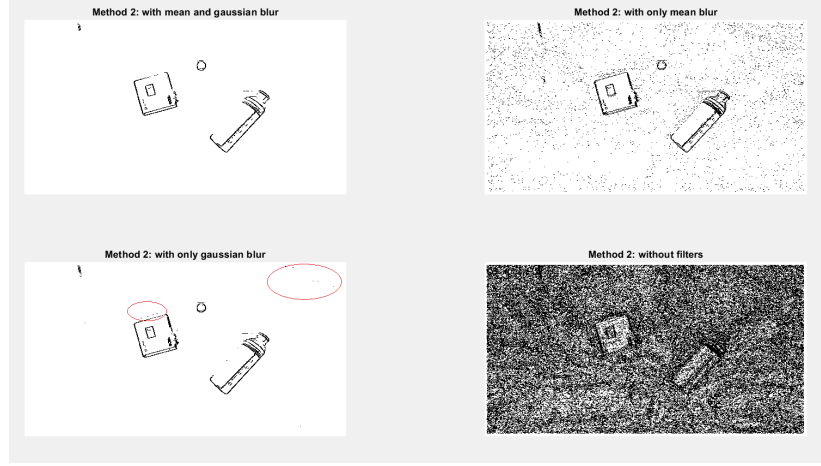 Method 2: with mean and gaussian blur
Method 2: with only mean blur
Method 2: with only gaussian blur
Method 2: without filters